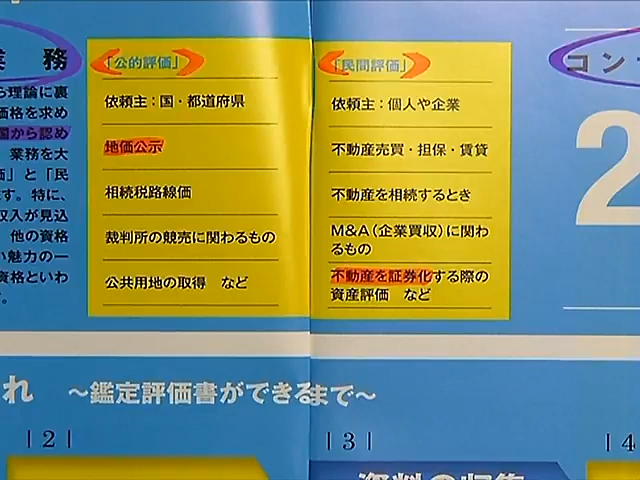 業務
ら理論に裏
価格を求め
国から認め
業務を大
価」と「民
す。特に、
収入が見込
他の資格
い魅力の一
資格といわ
。
「公的評価」
依頼主：国・都道府県
地価公示
相続税路線価
裁判所の競売に関わるもの
公共用地の取得 など
「民間評価」
依頼主：個人や企業
不動産売買・担保・賃貸
不動産を相続するとき
M&A（企業買収）に関わ
るもの
不動産を証券化する際の
資産評価 など
コン
2
れ ～鑑定評価書ができるまで～
|2|
|3|
|4
資料の収集